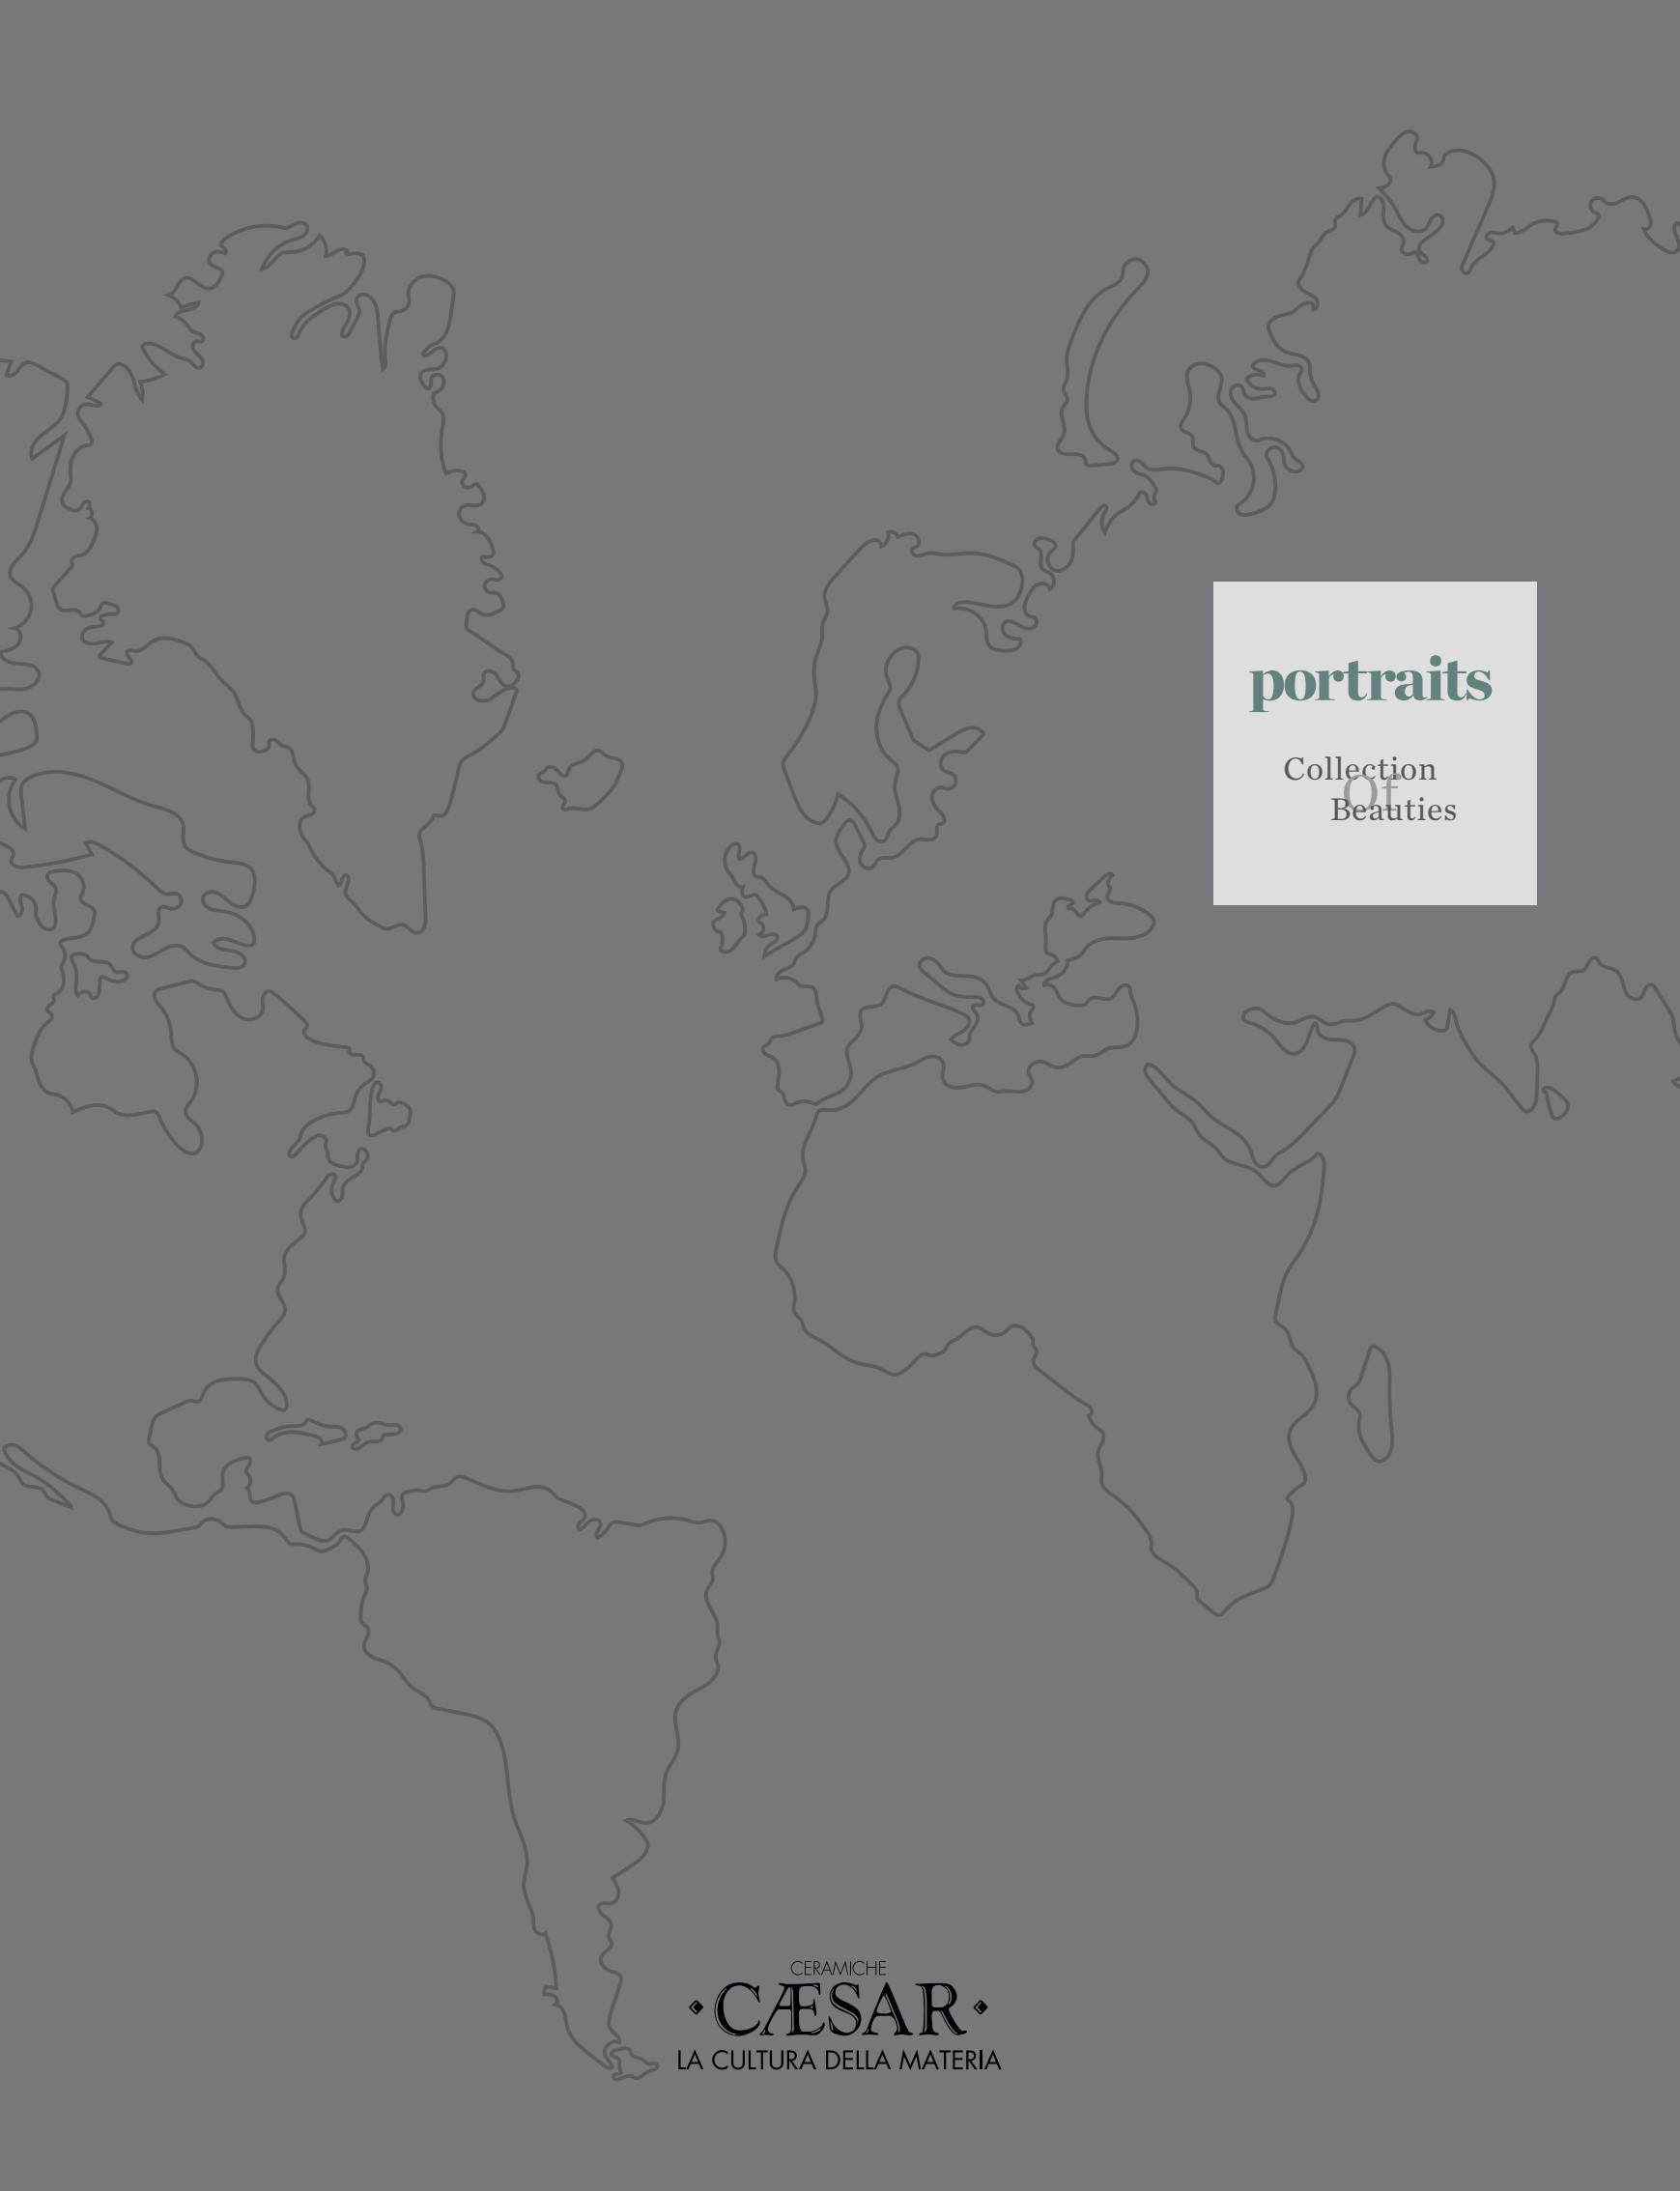 portraits
Collection
Of
Beauties
CERAMICHE
CÆSAR
LA CULTURA DELLA MATERIA